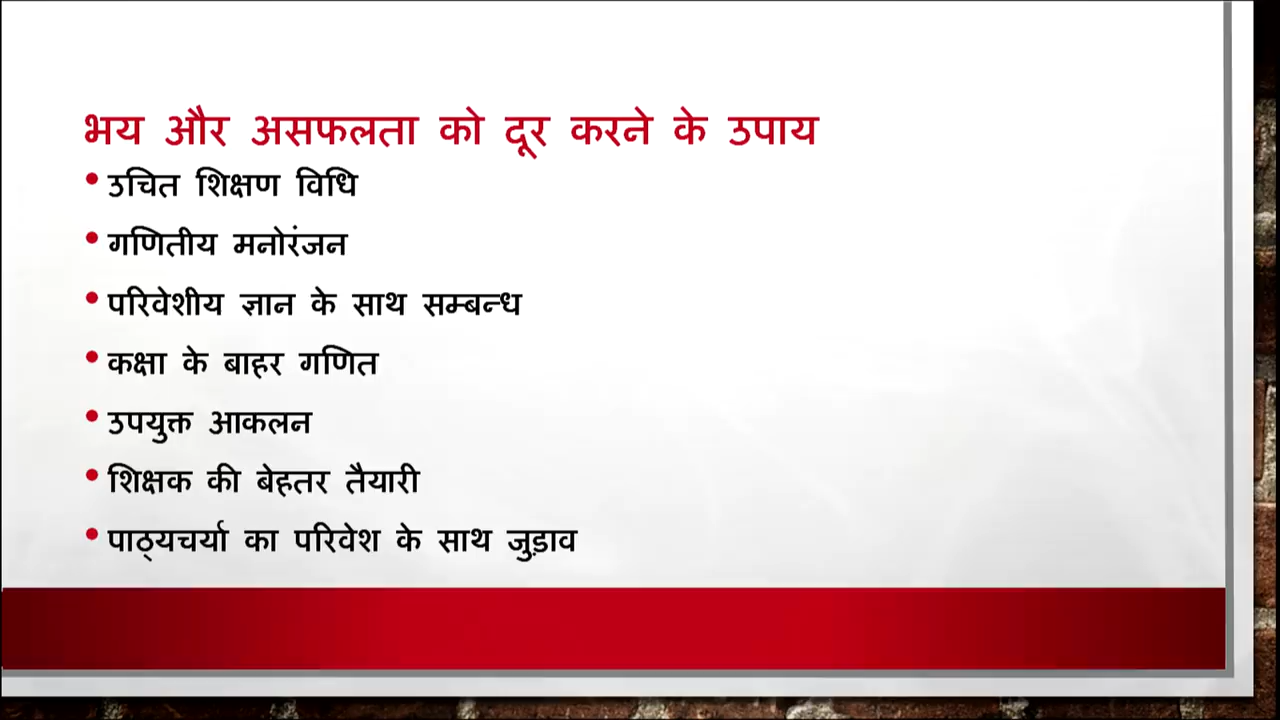 भय और असफलता को दूर करने के उपाय
• उचित शिक्षण विधि
• गणितीय मनोरंजन
• परिवेशीय ज्ञान के साथ सम्बन्ध
• कक्षा के बाहर गणित
• उपयुक्त आकलन
• शिक्षक की बेहतर तैयारी
• पाठ्यचर्या का परिवेश के साथ जुड़ाव